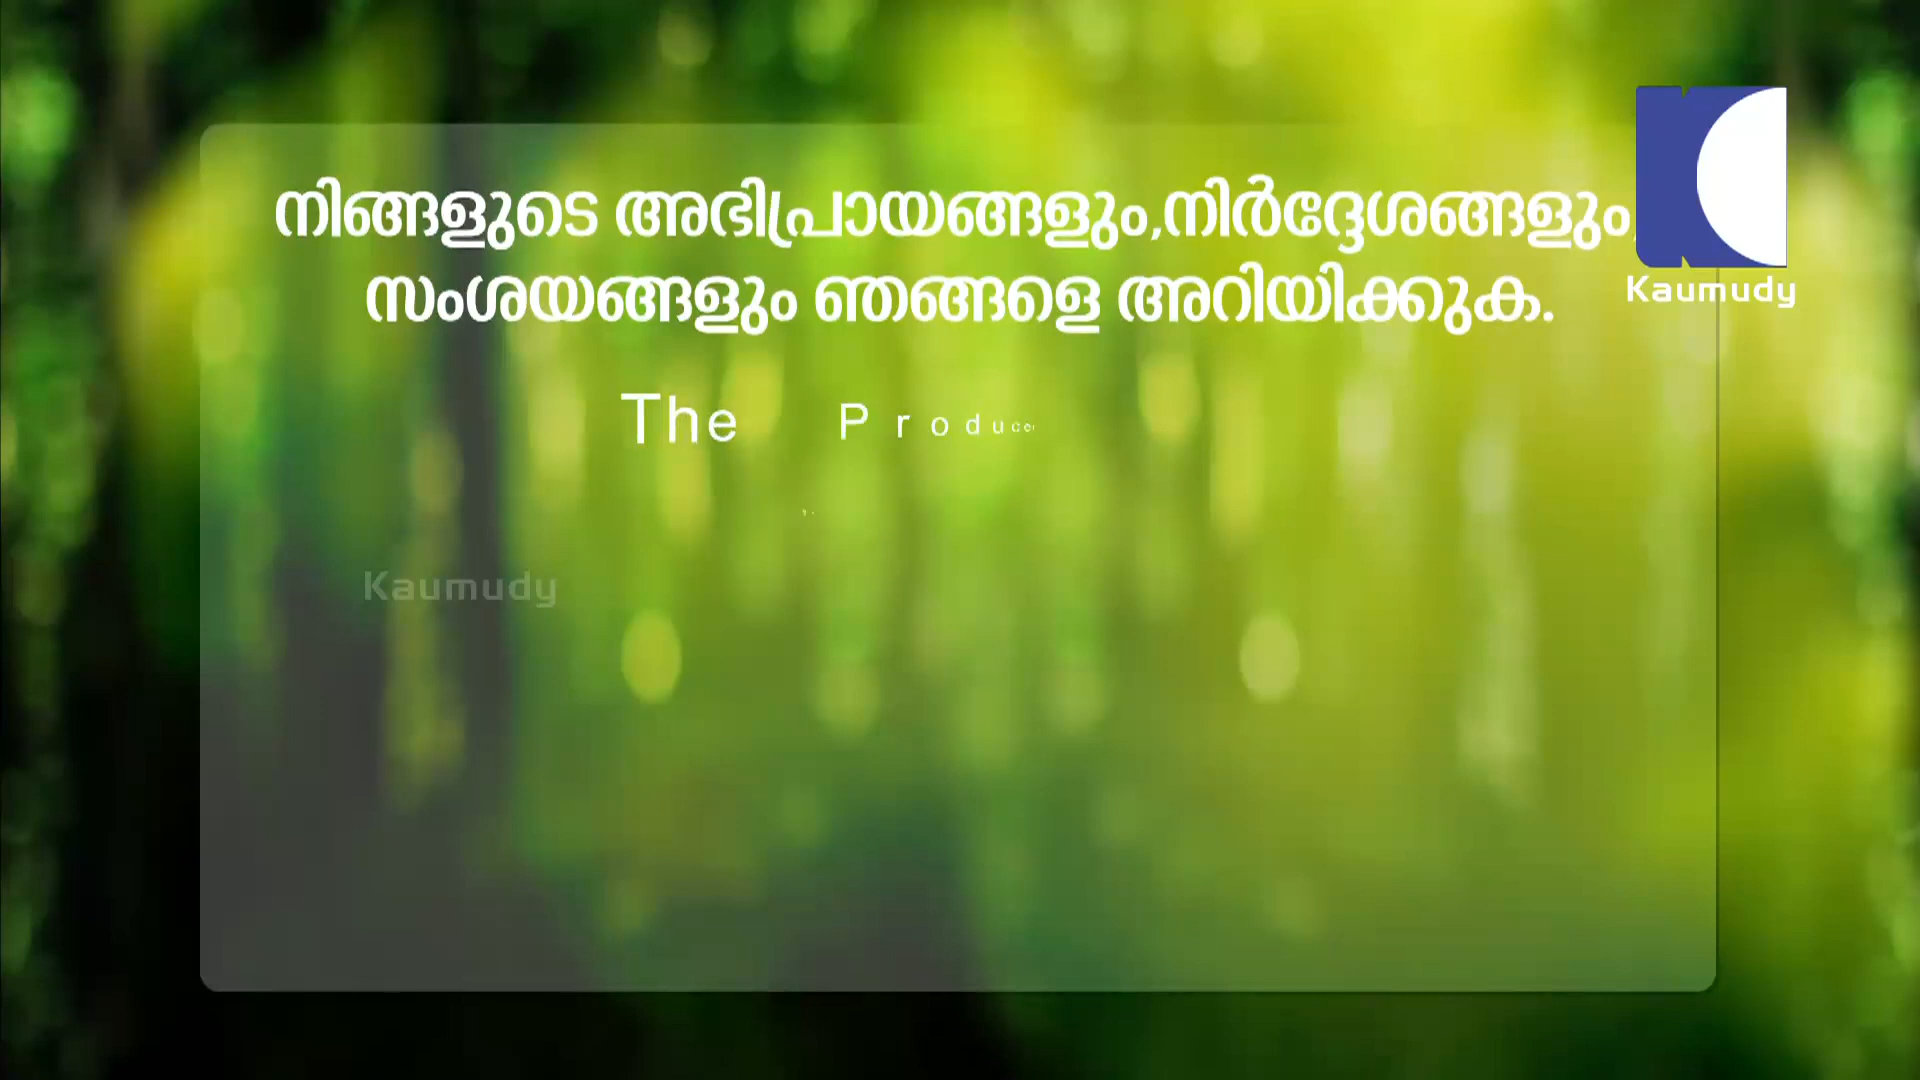 നിങ്ങളുടെ അഭിപ്രായങ്ങളും,നിർദ്ദേശങ്ങളും,
സംശയങ്ങളും ഞങ്ങളെ അറിയിക്കുക.
Kaumudy
The
Kaumudy